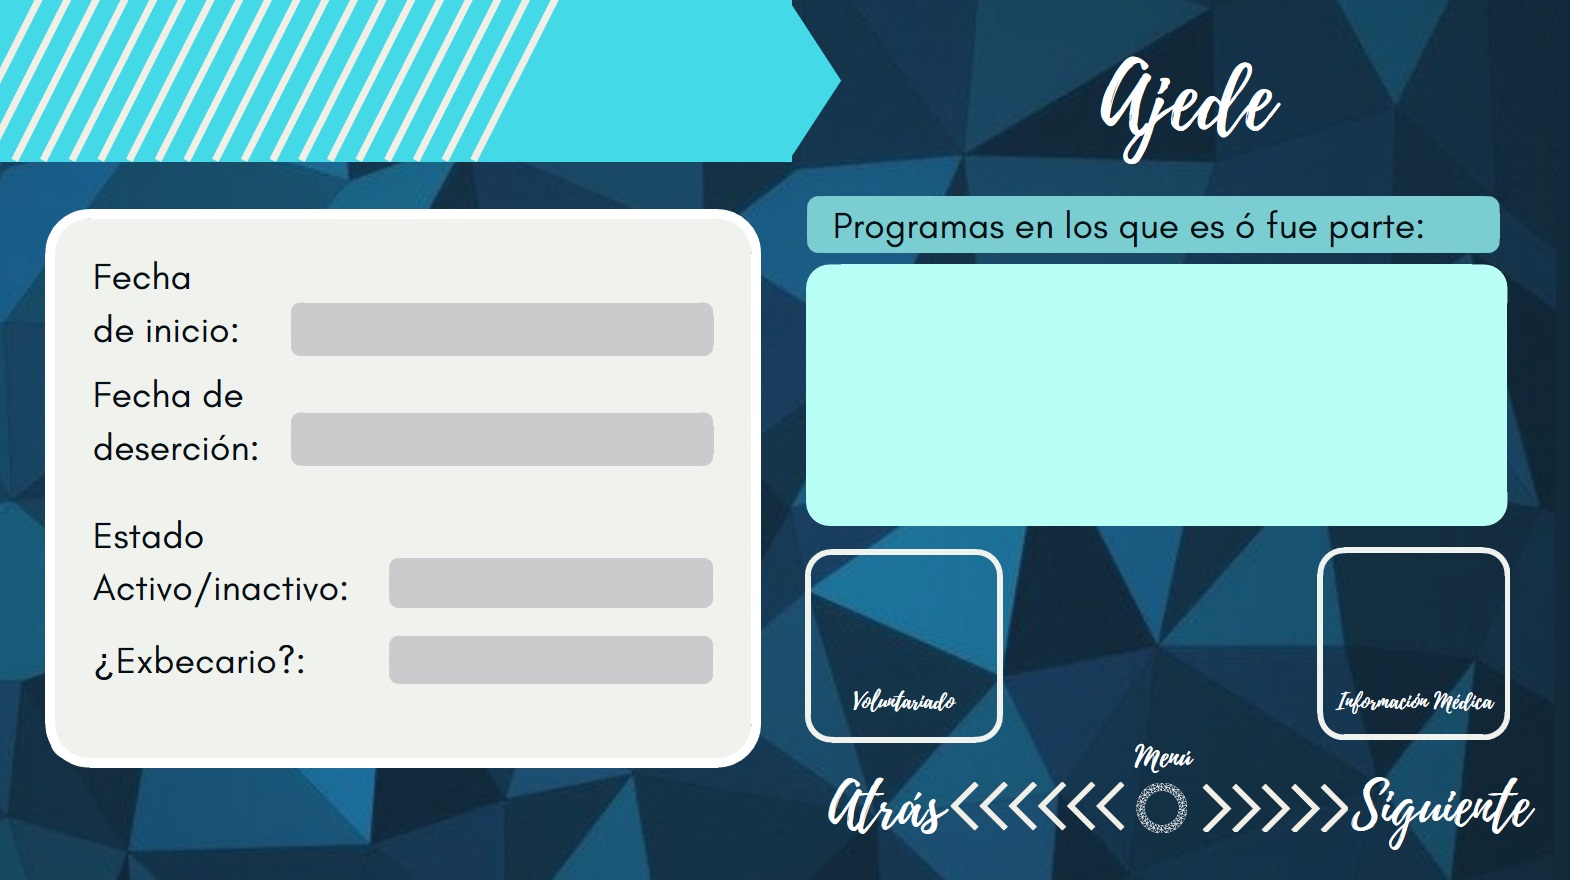 Ajede
Fecha
de inicio:
Fecha de
deserción:
Estado
Activo/inactivo:
¿Exbecario?:
Programas en los que es ó fue parte:
Voluntariado
Información Médica
Menú
Atrás
Siguiente